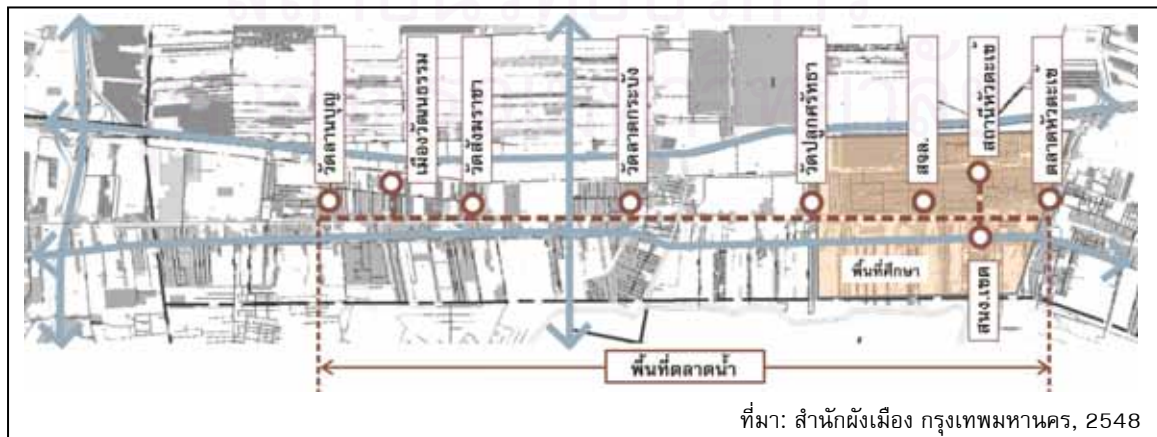 วัดลานบุญ
เมืองวัฒนธรรม
วัดสังฆราชา
วัดลาดกระบัง
วัดปลูกศรัทธา
สจล.
สถานีหัวตะเข้
ตลาดหัวตะเข้
พื้นที่ศึกษา
สนง.เขต
พื้นที่ตลาดน้ำ
ที่มา: สำนักผังเมือง กรุงเทพมหานคร, 2548